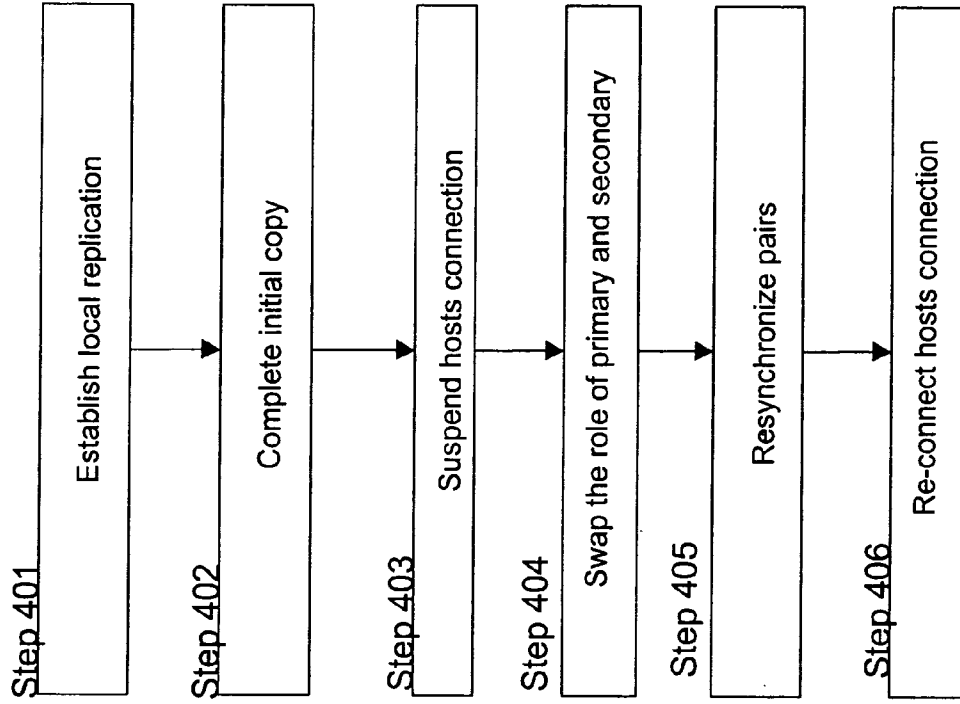 Step 401
Establish local replication
Step 402
Complete initial copy
Step 403
Suspend hosts connection
Step 404
Swap the role of primary and secondary
Step 405
Resynchronize pairs
Step 406
Re-connect hosts connection